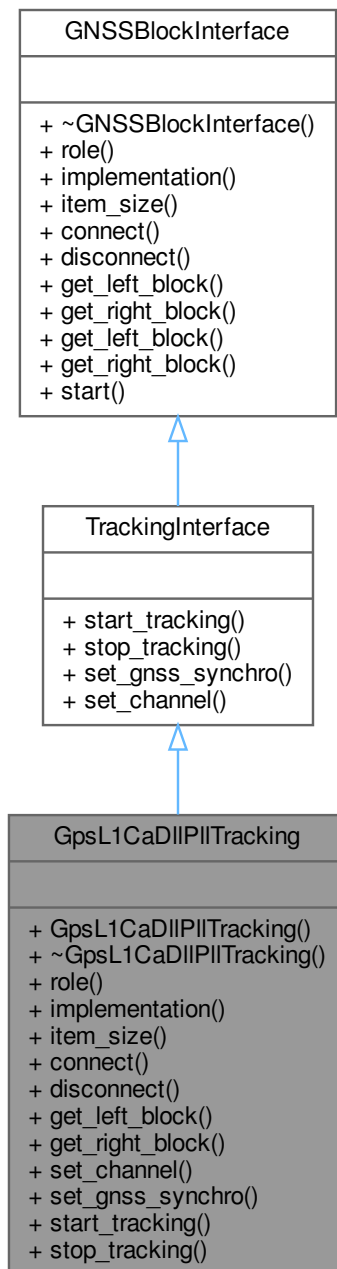 GNSSBlockInterface
+ ~GNSSBlockInterface()
+ role()
+ implementation()
+ item_size()
+ connect()
+ disconnect()
+ get_left_block()
+ get_right_block()
+ get_left_block()
+ get_right_block()
+ start()
TrackingInterface
+ start_tracking()
+ stop_tracking()
+ set_gnss_synchro()
+ set_channel()
GpsL1CaDllPllTracking
+ GpsL1CaDllPllTracking()
+ ~GpsL1CaDllPllTracking()
+ role()
+ implementation()
+ item_size()
+ connect()
+ disconnect()
+ get_left_block()
+ get_right_block()
+ set_channel()
+ set_gnss_synchro()
+ start_tracking()
+ stop_tracking()